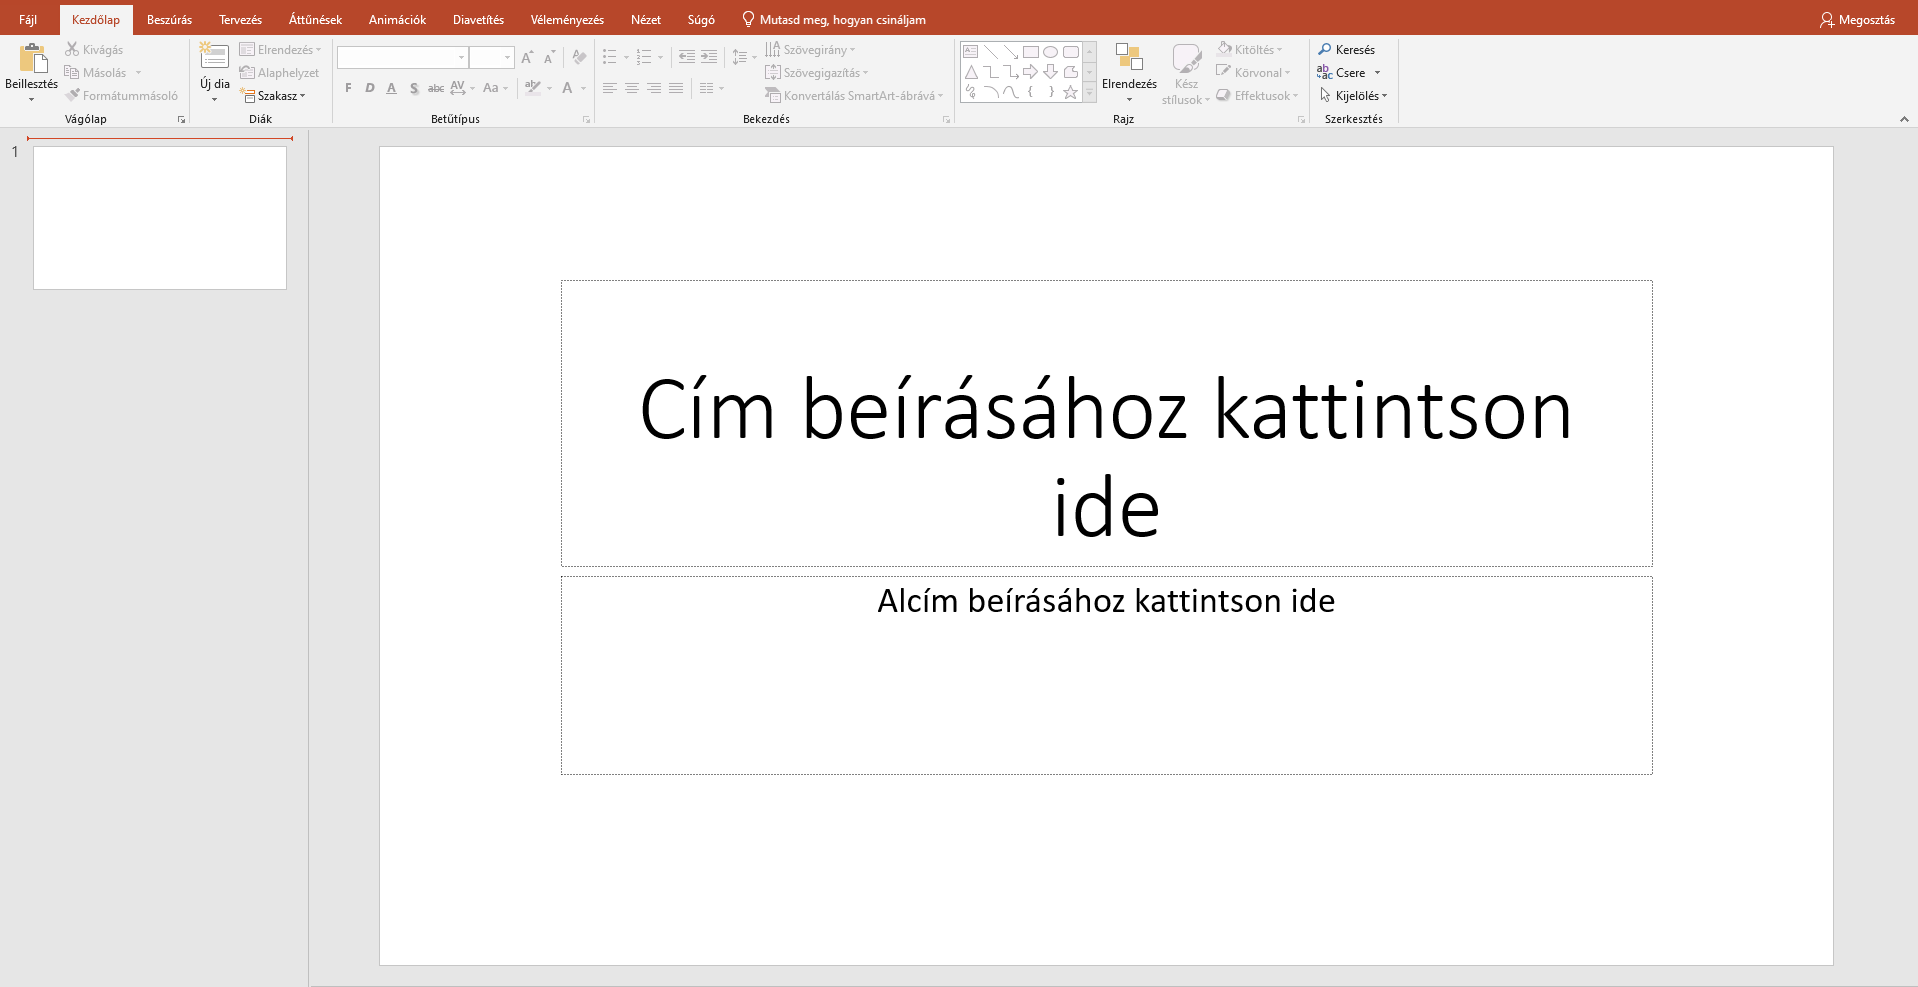 Fájl Kezdőlap Beszúrás Tervezés Áttűnések Animációk Diavetítés Véleményezés Nézet Súgó Mutasd meg, hogyan csináljam Megosztás
Beillesztés
Kivágás
Másolás
Formátummásoló
Vágólap
Új dia
Elrendezés
Alaphelyzet
Szakasz
Diák
F D A S abc AV Aa A
Betűtípus
Szövegirány
Szövegigazítás
Konvertálás SmartArt-ábrává
Bekezdés
Elrendezés
Kész
stílusok
Kitöltés
Körvonal
Effektusok
Rajz
Keresés
Csere
Kijelölés
Szerkesztés
1
Cím beírásához kattintson
ide
Alcím beírásához kattintson ide